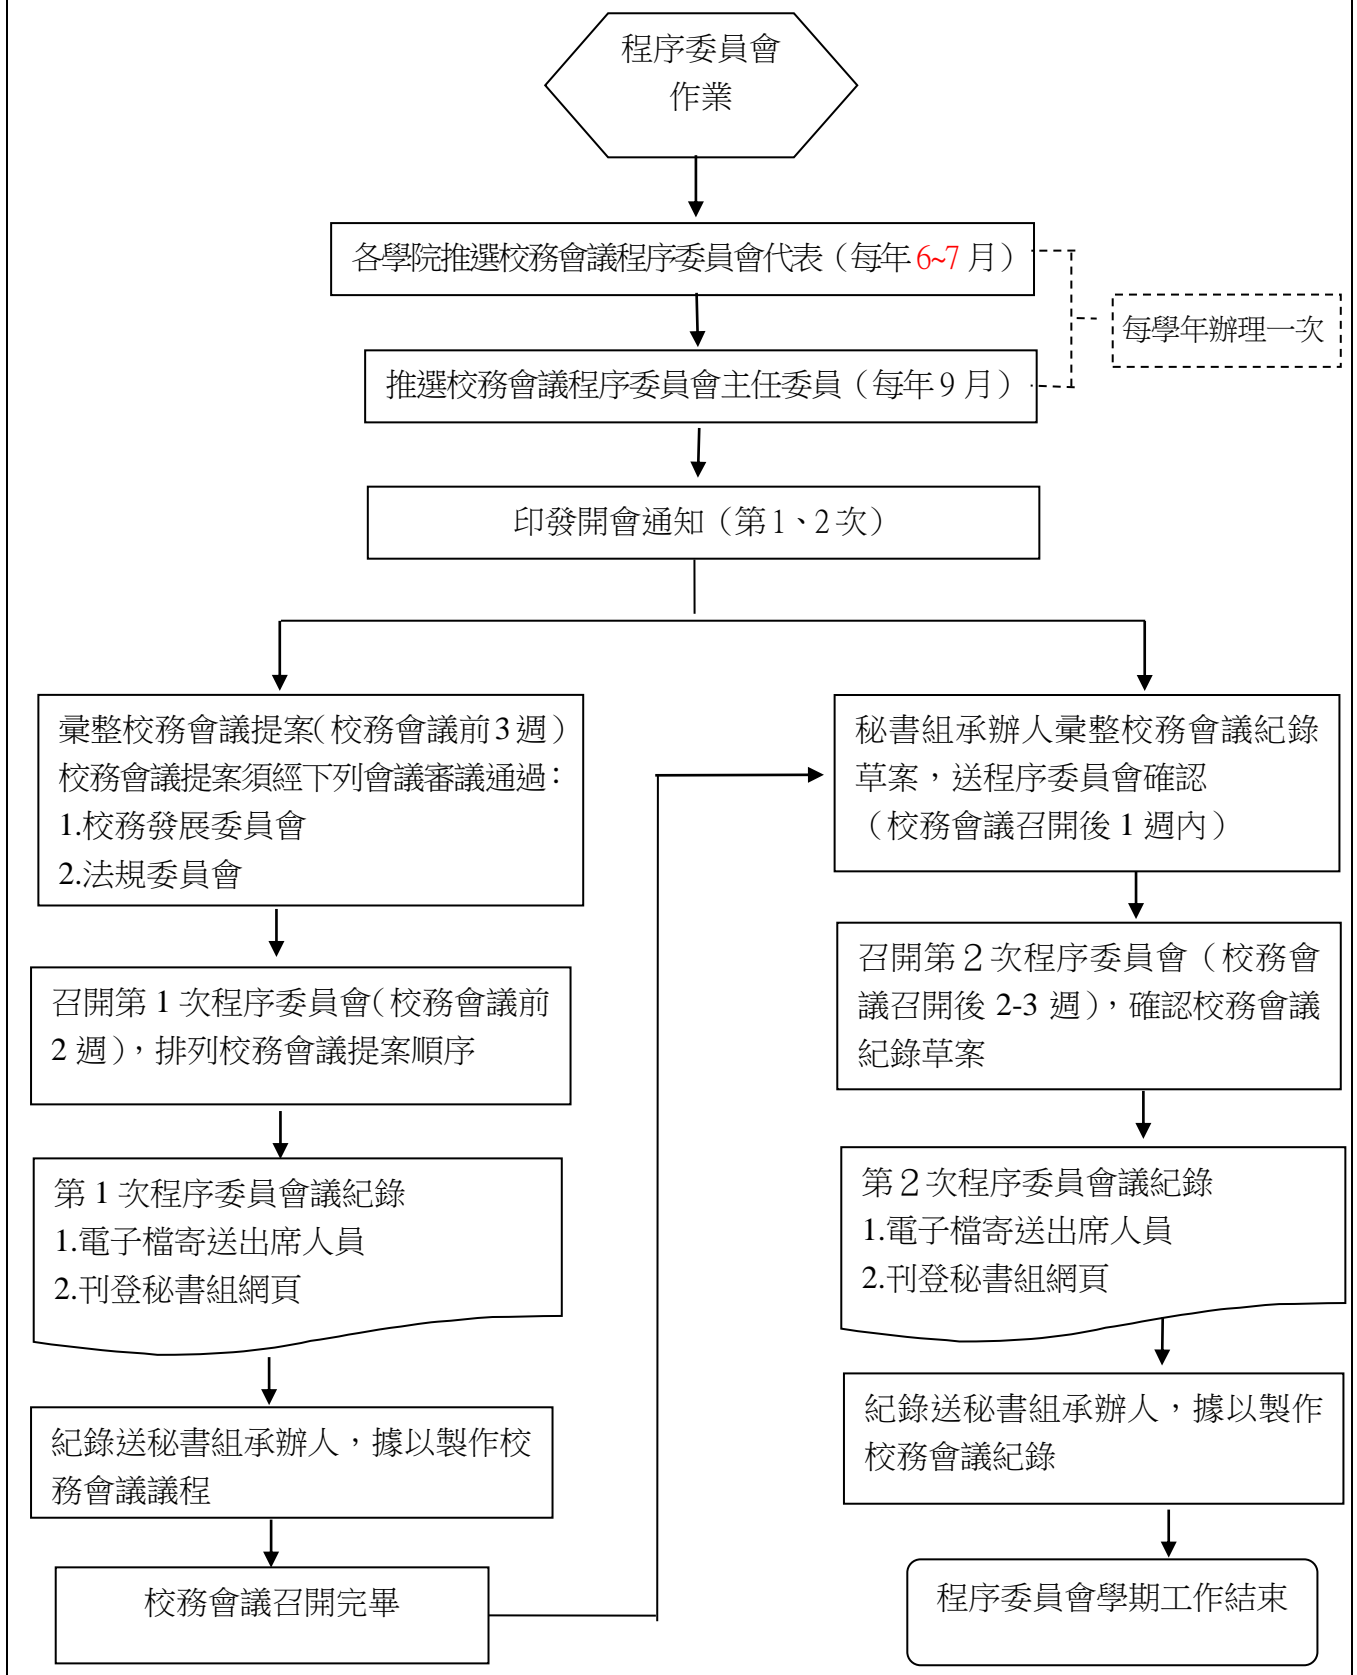 程序委員會
作業
各學院推選校務會議程序委員會代表（每年 6~7 月）
每學年辦理一次
推選校務會議程序委員會主任委員（每年 9 月）
印發開會通知（第 1、2 次）
彙整校務會議提案（校務會議前 3 週）
校務會議提案須經下列會議審議通過：
1.校務發展委員會
2.法規委員會
召開第 1 次程序委員會（校務會議前
2 週），排列校務會議提案順序
第 1 次程序委員會議紀錄
1.電子檔寄送出席人員
2.刊登秘書組網頁
紀錄送秘書組承辦人，據以製作校
務會議議程
校務會議召開完畢
秘書組承辦人彙整校務會議紀錄
草案，送程序委員會確認
（校務會議召開後 1 週內）
召開第２次程序委員會（校務會
議召開後 2-3 週），確認校務會議
紀錄草案
第２次程序委員會議紀錄
1.電子檔寄送出席人員
2.刊登秘書組網頁
紀錄送秘書組承辦人，據以製作
校務會議紀錄
程序委員會學期工作結束